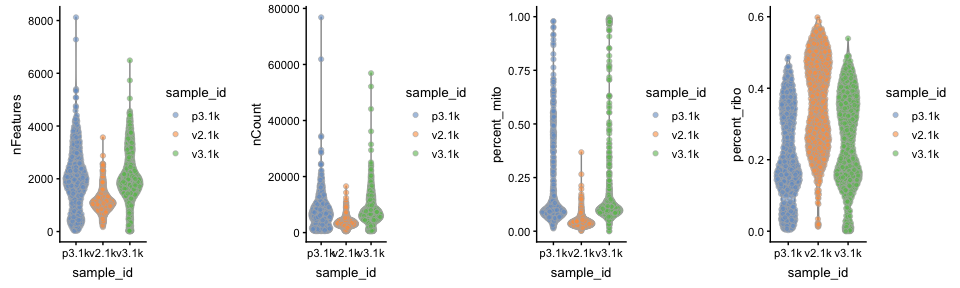 nFeatures
8000
6000
4000
2000
0
p3.1k v2.1k v3.1k
sample_id
sample_id
p3.1k
v2.1k
v3.1k
nCount
80000
60000
40000
20000
0
p3.1k v2.1k v3.1k
sample_id
sample_id
p3.1k
v2.1k
v3.1k
percent_mito
1.00
0.75
0.50
0.25
0.00
p3.1k v2.1k v3.1k
sample_id
sample_id
p3.1k
v2.1k
v3.1k
percent_ribo
0.6
0.4
0.2
0.0
p3.1k v2.1k v3.1k
sample_id
sample_id
p3.1k
v2.1k
v3.1k